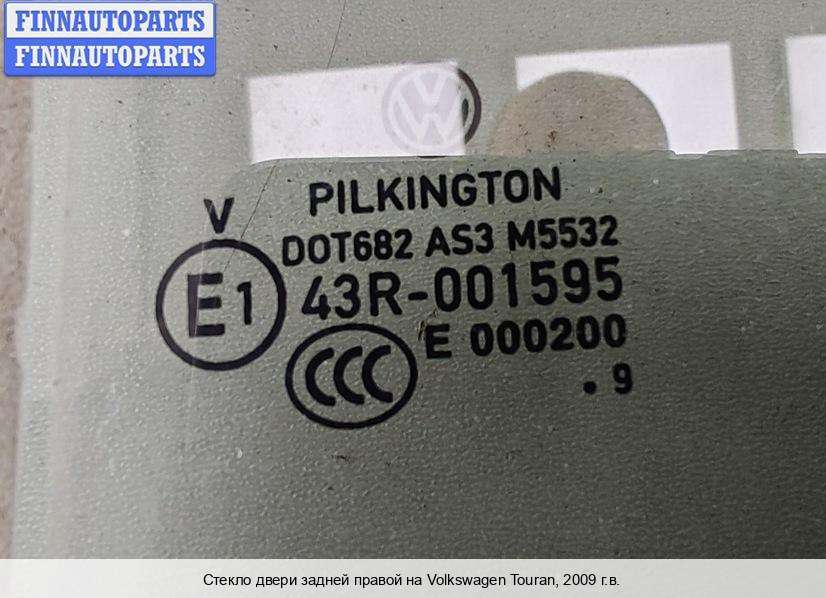 FINNAUTOPARTS
FINNAUTOPARTS
PILKINGTON
V
DOT682 AS3 M5532
E1 43R-001595
CCC E 000200
. 9
Стекло двери задней правой на Volkswagen Touran, 2009 г.в.